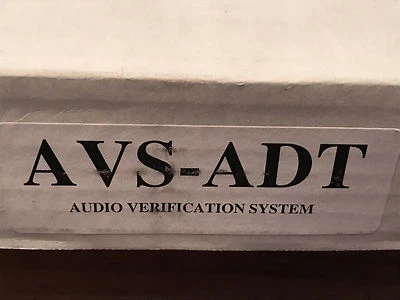 AVS-ADT
AUDIO VERIFICATION SYSTEM